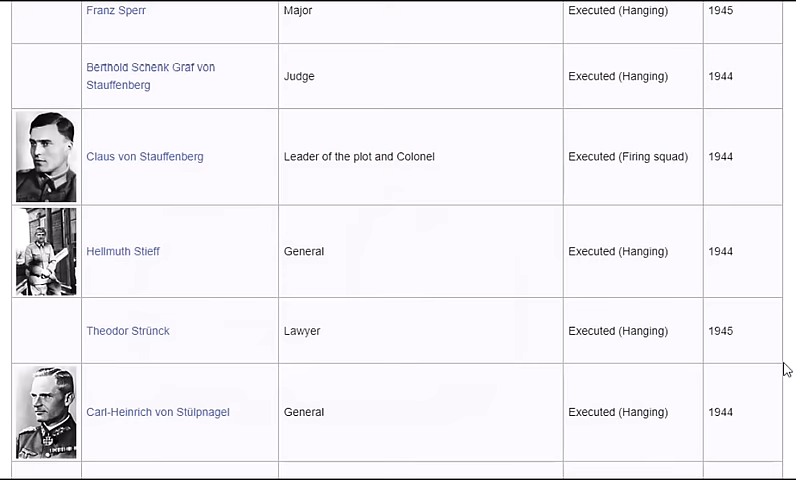 Franz Sperr Major Executed (Hanging) 1945
Berthold Schenk Graf von
Stauffenberg Judge Executed (Hanging) 1944
Claus von Stauffenberg Leader of the plot and Colonel Executed (Firing squad) 1944
Hellmuth Stieff General Executed (Hanging) 1944
Theodor Strünck Lawyer Executed (Hanging) 1945
Carl-Heinrich von Stülpnagel General Executed (Hanging) 1944